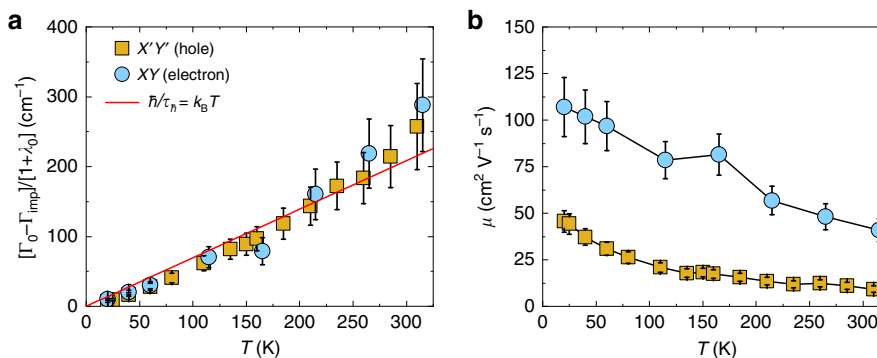 a
400
300
200
100
0
[Γ₀−Γᵢₘₚ]/[1+λ₀] (cm⁻¹)
X'Y' (hole)
XY (electron)
ℏ/τ_ℏ = k_B T
0 50 100 150 200 250 300
T (K)
b
150
125
100
75
50
25
0
μ (cm² V⁻¹ s⁻¹)
0 50 100 150 200 250 300
T (K)